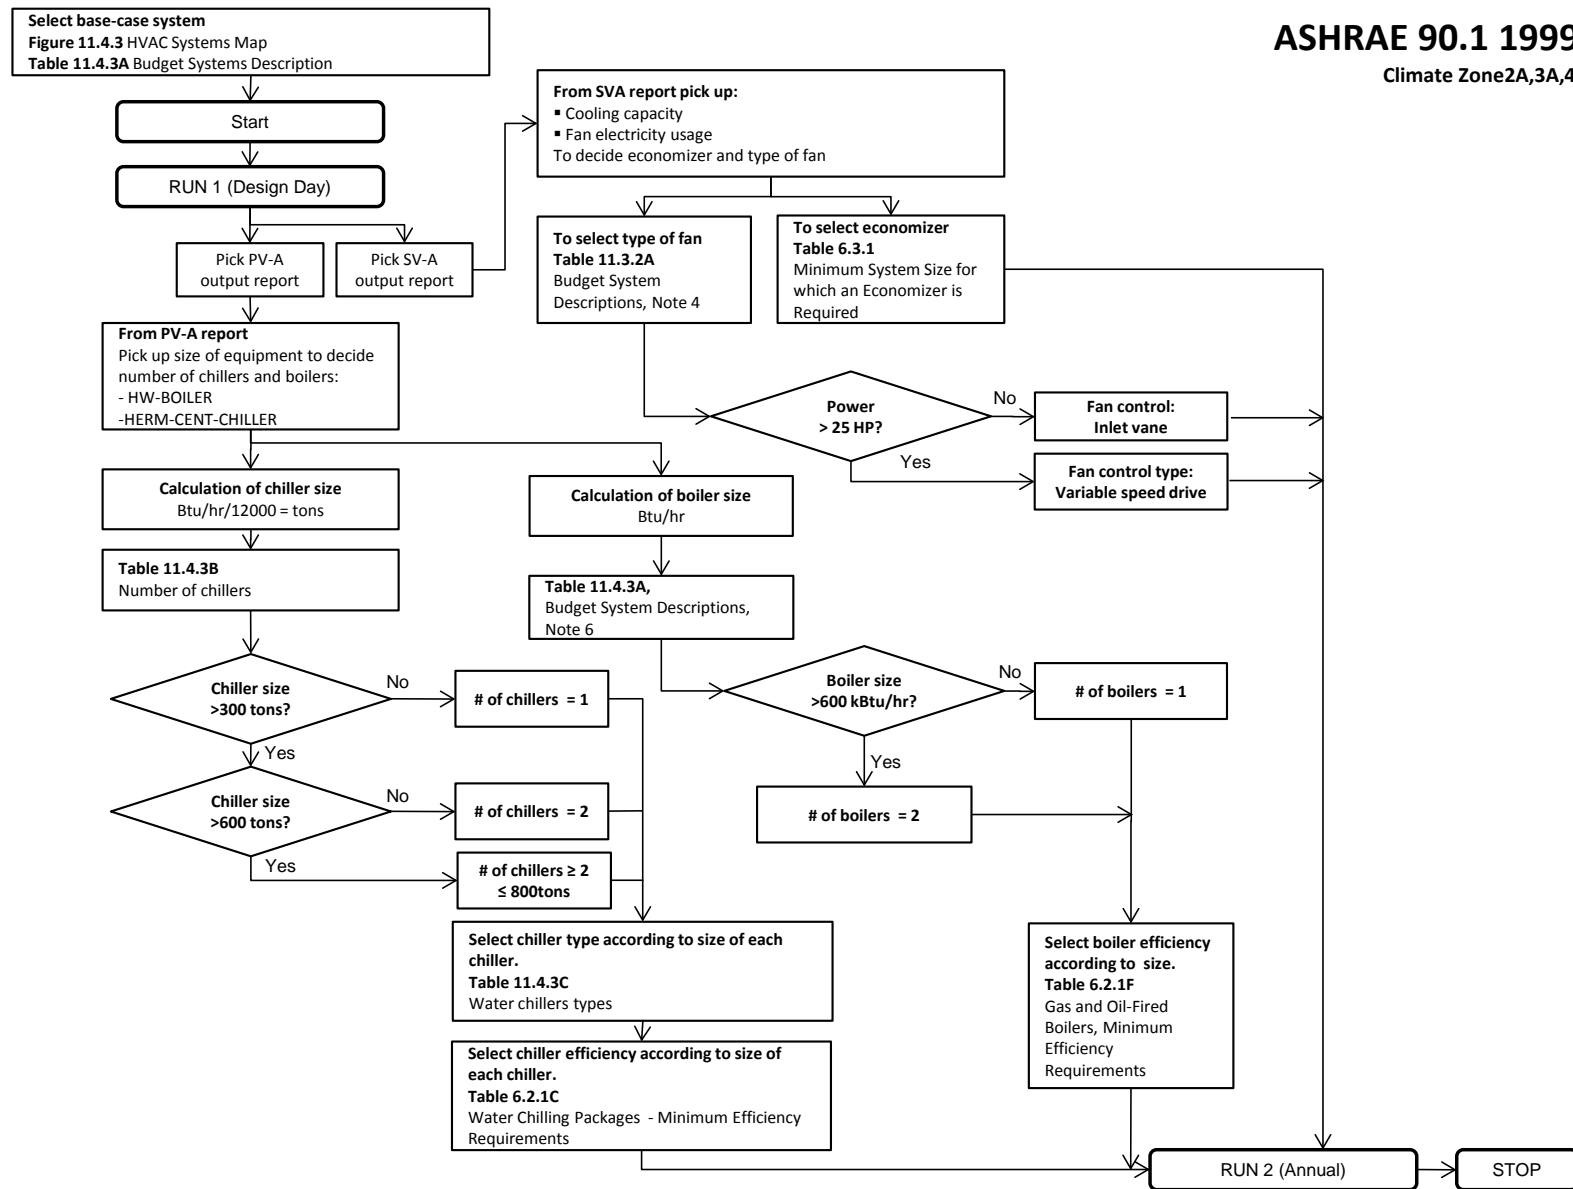 ASHRAE 90.1 1999
Climate Zone2A,3A,4
Select base-case system
Figure 11.4.3 HVAC Systems Map
Table 11.4.3A Budget Systems Description
Start
RUN 1 (Design Day)
Pick PV-A
output report
Pick SV-A
output report
From SVA report pick up:
▪ Cooling capacity
▪ Fan electricity usage
To decide economizer and type of fan
To select type of fan
Table 11.3.2A
Budget System
Descriptions, Note 4
To select economizer
Table 6.3.1
Minimum System Size for
which an Economizer is
Required
From PV-A report
Pick up size of equipment to decide
number of chillers and boilers:
- HW-BOILER
-HERM-CENT-CHILLER
Power
> 25 HP?
No
Fan control:
Inlet vane
Yes
Fan control type:
Variable speed drive
Calculation of chiller size
Btu/hr/12000 = tons
Calculation of boiler size
Btu/hr
Table 11.4.3B
Number of chillers
Table 11.4.3A,
Budget System Descriptions,
Note 6
Chiller size
>300 tons?
No
# of chillers = 1
Yes
Boiler size
>600 kBtu/hr?
No
# of boilers = 1
Yes
# of boilers = 2
Chiller size
>600 tons?
No
# of chillers = 2
Yes
# of chillers ≥ 2
≤ 800tons
Select chiller type according to size of each
chiller.
Table 11.4.3C
Water chillers types
Select boiler efficiency
according to size.
Table 6.2.1F
Gas and Oil-Fired
Boilers, Minimum
Efficiency
Requirements
Select chiller efficiency according to size of
each chiller.
Table 6.2.1C
Water Chilling Packages - Minimum Efficiency
Requirements
RUN 2 (Annual)
STOP